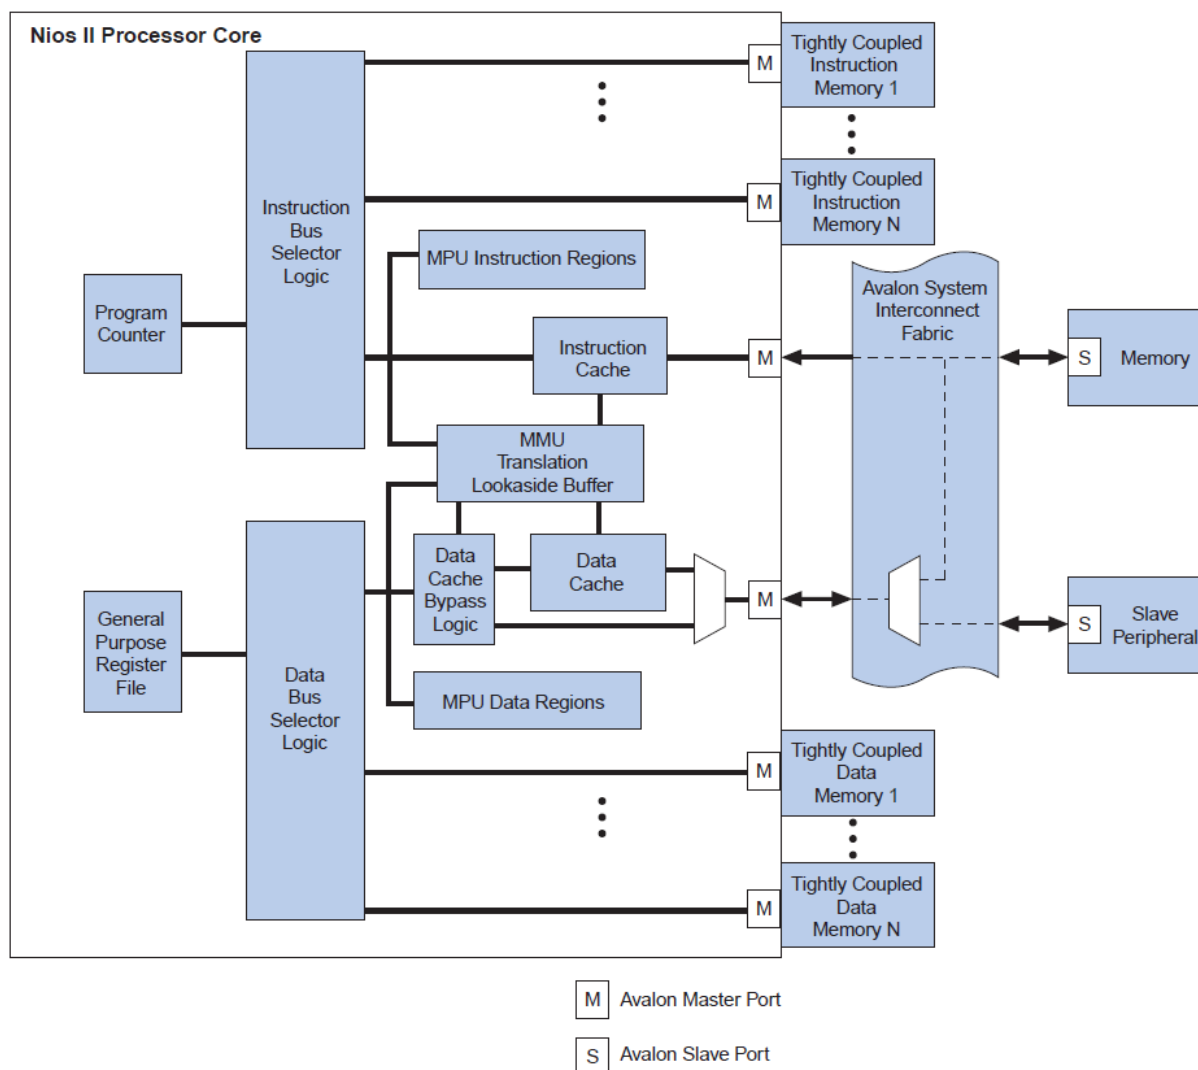 Nios II Processor Core
Tightly Coupled
Instruction
Memory 1
M
Tightly Coupled
Instruction
Memory N
M
Instruction
Bus
Selector
Logic
MPU Instruction Regions
Program
Counter
Instruction
Cache
M
Avalon System
Interconnect
Fabric
S
Memory
MMU
Translation
Lookaside Buffer
Data
Cache
Bypass
Logic
Data
Cache
M
General
Purpose
Register
File
Data
Bus
Selector
Logic
S
Slave
Peripheral
MPU Data Regions
M
Tightly Coupled
Data
Memory 1
M
Tightly Coupled
Data
Memory N
M Avalon Master Port
S Avalon Slave Port